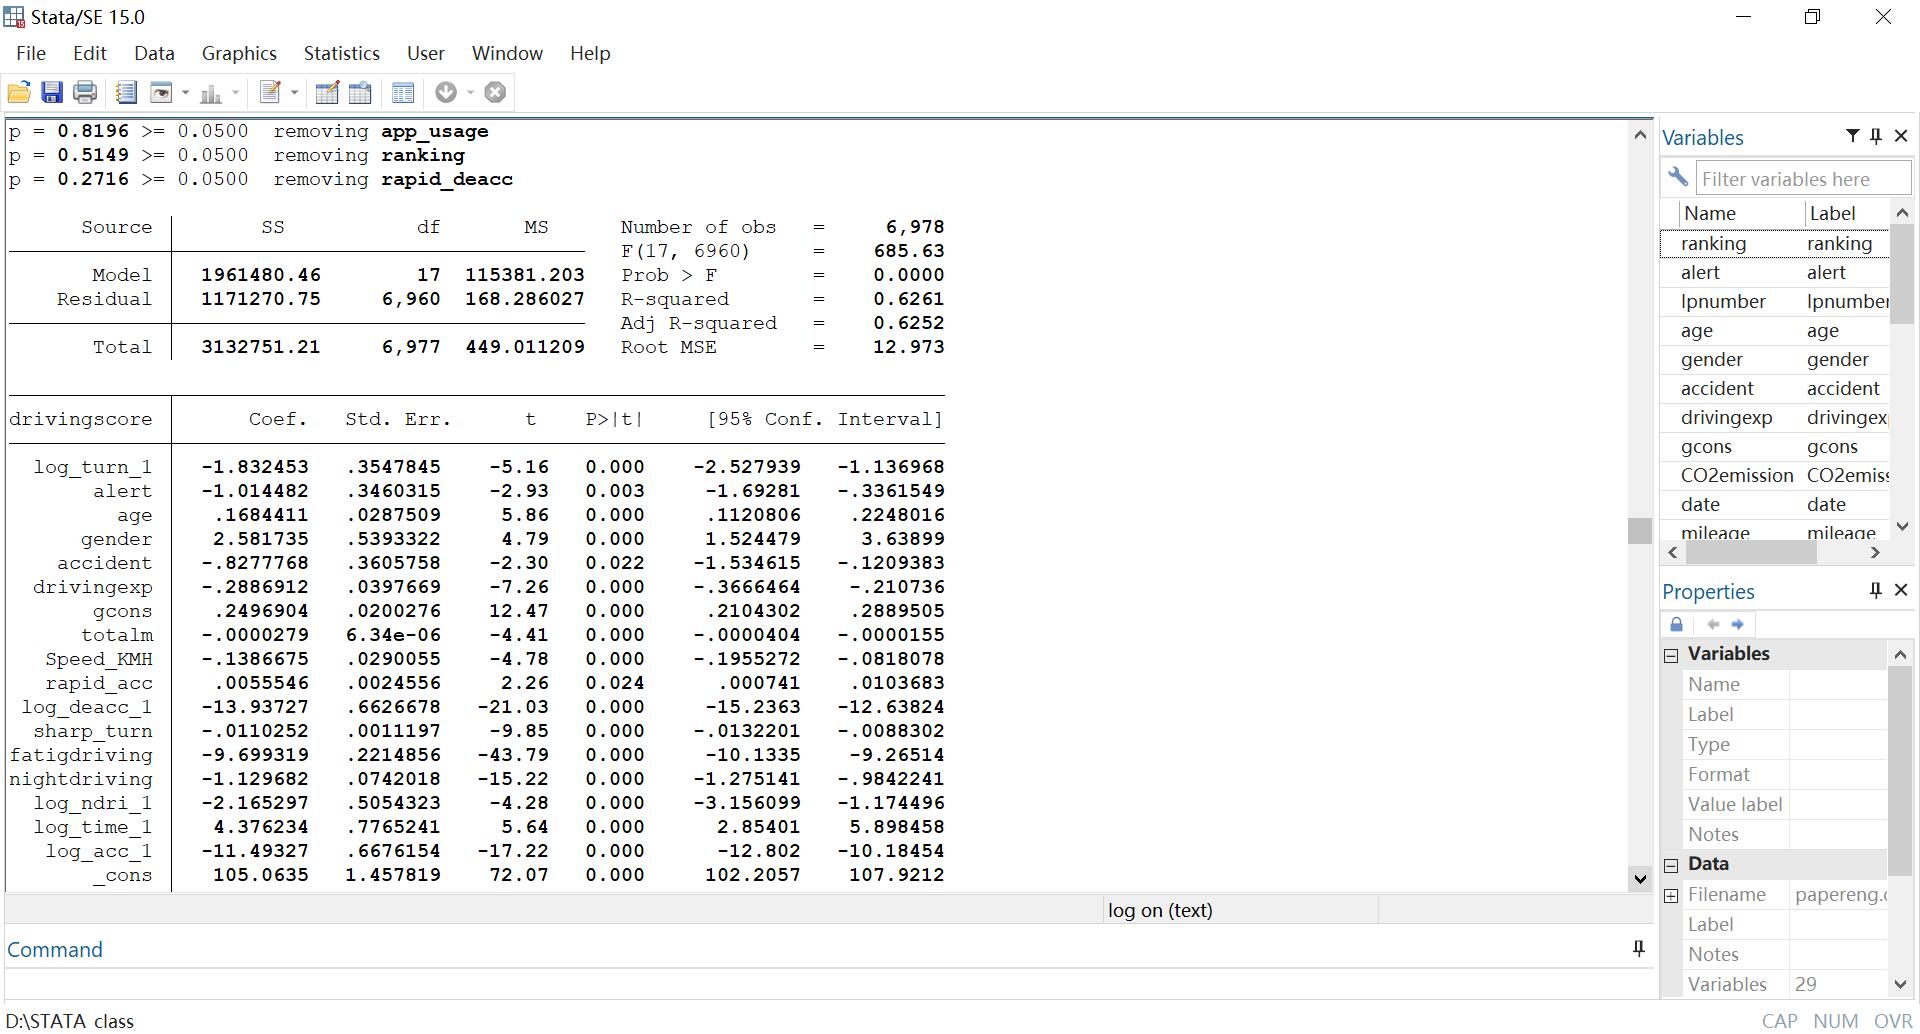 Stata/SE 15.0
File Edit Data Graphics Statistics User Window Help
p = 0.8196 >= 0.0500 removing app_usage
p = 0.5149 >= 0.0500 removing ranking
p = 0.2716 >= 0.0500 removing rapid_deacc
Source SS df MS Number of obs = 6,978
F(17, 6960) = 685.63
Model 1961480.46 17 115381.203 Prob > F = 0.0000
Residual 1171270.75 6,960 168.286027 R-squared = 0.6261
Adj R-squared = 0.6252
Total 3132751.21 6,977 449.011209 Root MSE = 12.973
drivingscore Coef. Std. Err. t P>|t| [95% Conf. Interval]
log_turn_1 -1.832453 .3547845 -5.16 0.000 -2.527939 -1.136968
alert -1.014482 .3460315 -2.93 0.003 -1.69281 -.3361549
age .1684411 .0287509 5.86 0.000 .1120806 .2248016
gender 2.581735 .5393322 4.79 0.000 1.524479 3.63899
accident -.8277768 .3605758 -2.30 0.022 -1.534615 -.1209383
drivingexp -.2886912 .0397669 -7.26 0.000 -.3666464 -.210736
gcons .2496904 .0200276 12.47 0.000 .2104302 .2889505
totalm -.0000279 6.34e-06 -4.41 0.000 -.0000404 -.0000155
Speed_KMH -.1386675 .0290055 -4.78 0.000 -.1955272 -.0818078
rapid_acc .0055546 .0024556 2.26 0.024 .000741 .0103683
log_deacc_1 -13.93727 .6626678 -21.03 0.000 -15.2363 -12.63824
sharp_turn -.0110252 .0011197 -9.85 0.000 -.0132201 -.0088302
fatigdriving -9.699319 .2214856 -43.79 0.000 -10.1335 -9.26514
nightdriving -1.129682 .0742018 -15.22 0.000 -1.275141 -.9842241
log_ndri_1 -2.165297 .5054323 -4.28 0.000 -3.156099 -1.174496
log_time_1 4.376234 .7765241 5.64 0.000 2.85401 5.898458
log_acc_1 -11.49327 .6676154 -17.22 0.000 -12.802 -10.18454
_cons 105.0635 1.457819 72.07 0.000 102.2057 107.9212
log on (text)
Command
D:\STATA class
Variables
Filter variables here
Name Label
ranking ranking
alert alert
lpnumber lpnumber
age age
gender gender
accident accident
drivingexp drivingex
gcons gcons
CO2emission CO2emiss
date date
mileage mileage
Properties
Variables
Name
Label
Type
Format
Value label
Notes
Data
Filename papereng.
Label
Notes
Variables 29
CAP NUM OVR